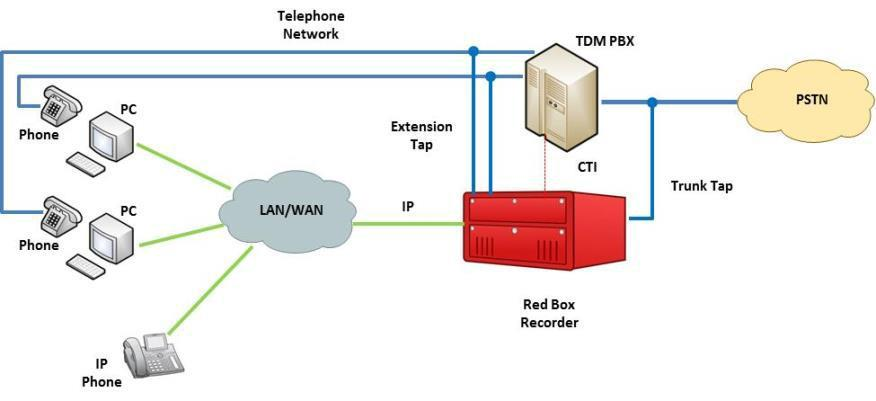 Telephone
Network
TDM PBX
PC
Phone
Extension
Tap
PSTN
CTI
Trunk Tap
PC
Phone
LAN/WAN
IP
Red Box
Recorder
IP
Phone